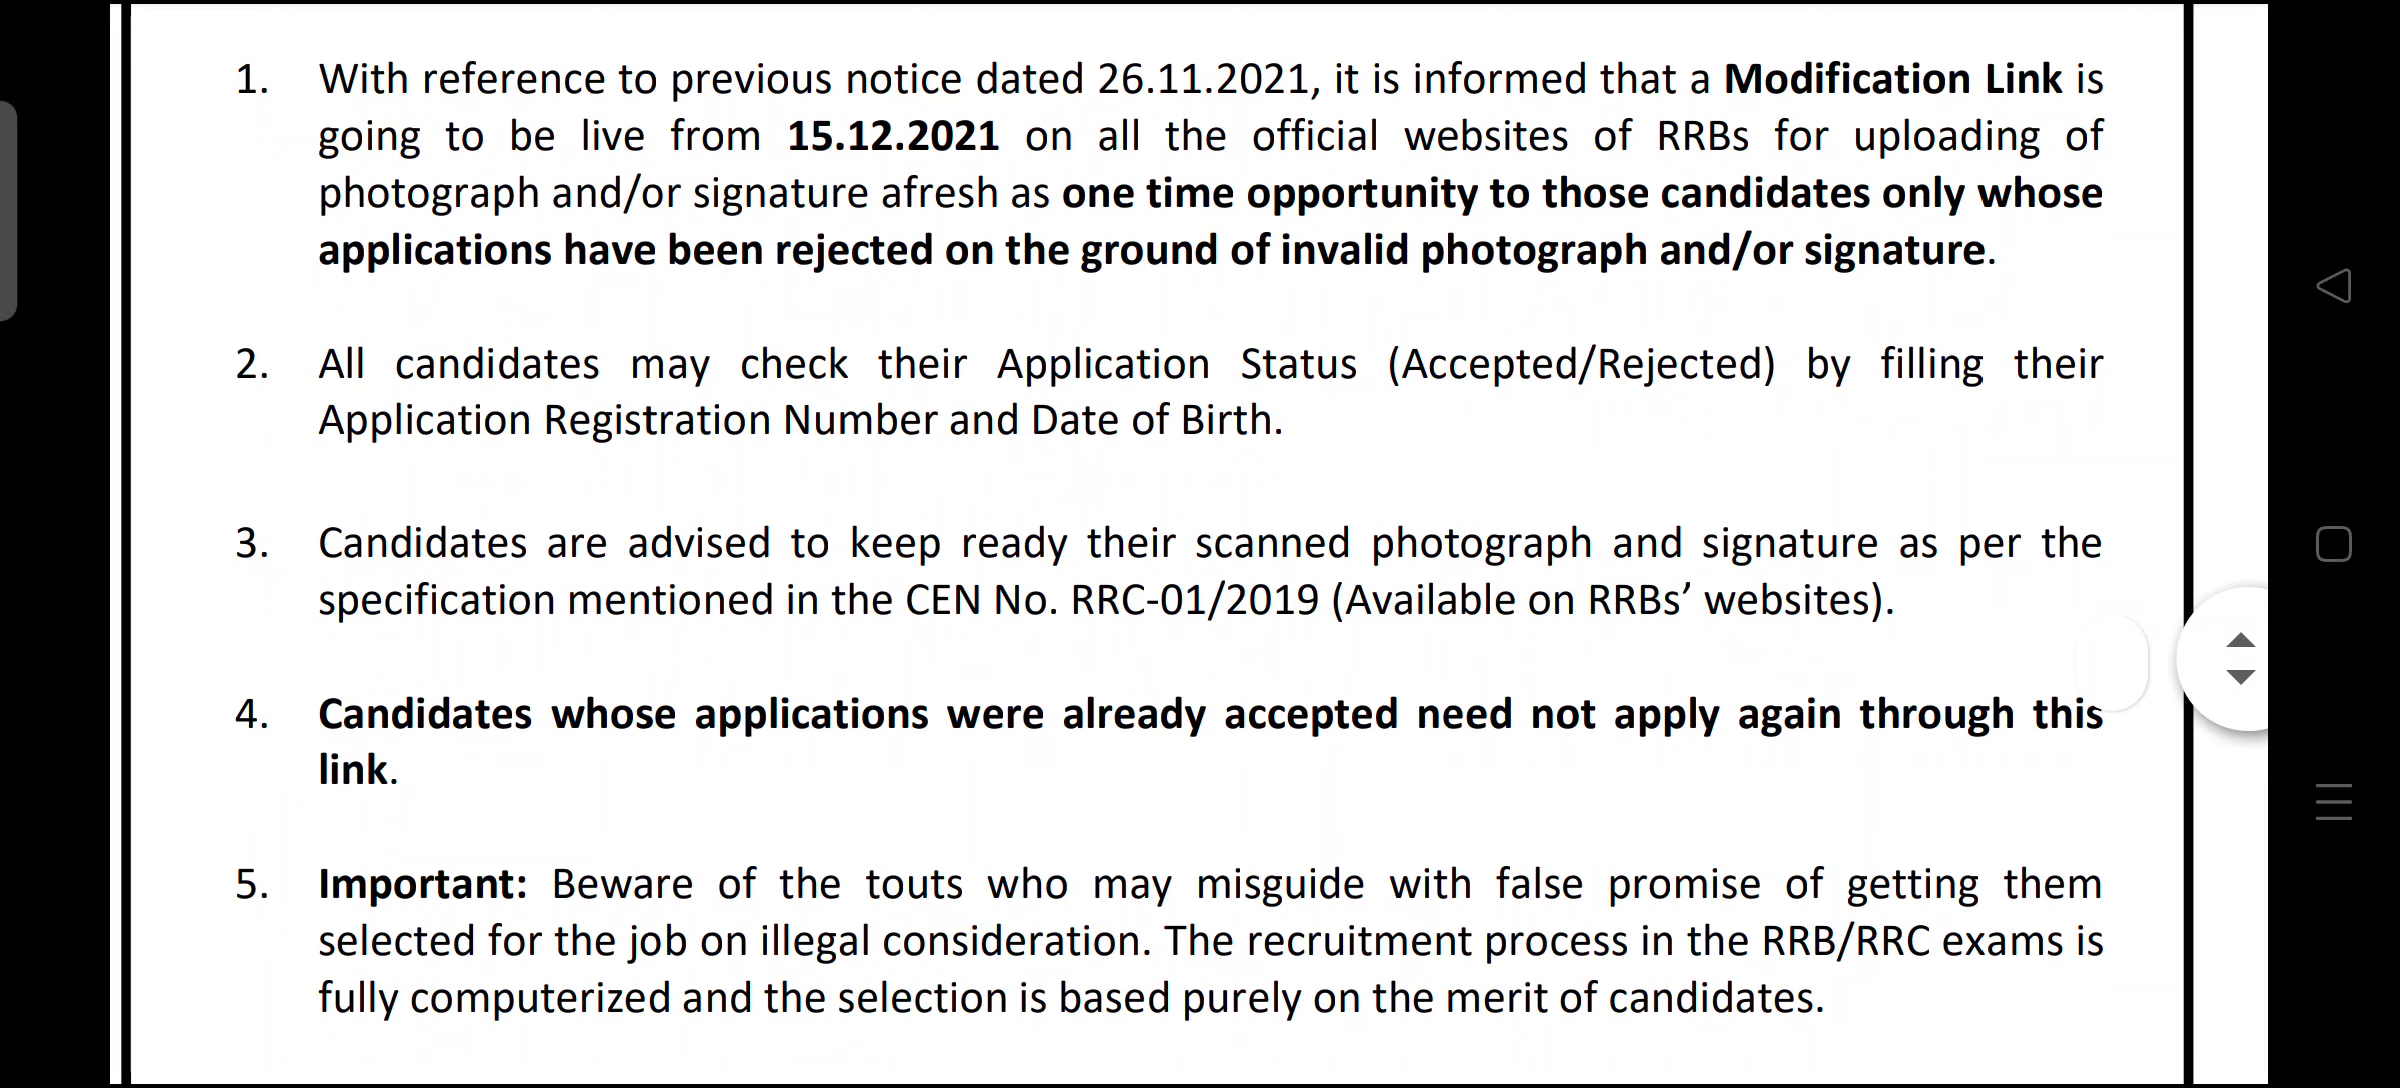 1. With reference to previous notice dated 26.11.2021, it is informed that a Modification Link is
going to be live from 15.12.2021 on all the official websites of RRBs for uploading of
photograph and/or signature afresh as one time opportunity to those candidates only whose
applications have been rejected on the ground of invalid photograph and/or signature.
2. All candidates may check their Application Status (Accepted/Rejected) by filling their
Application Registration Number and Date of Birth.
3. Candidates are advised to keep ready their scanned photograph and signature as per the
specification mentioned in the CEN No. RRC-01/2019 (Available on RRBs’ websites).
4. Candidates whose applications were already accepted need not apply again through this
link.
5. Important: Beware of the touts who may misguide with false promise of getting them
selected for the job on illegal consideration. The recruitment process in the RRB/RRC exams is
fully computerized and the selection is based purely on the merit of candidates.